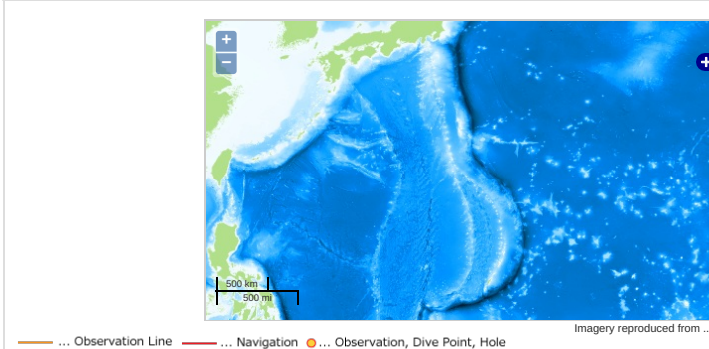 +
−
+
500 km
500 mi
Imagery reproduced from ..
... Observation Line ... Navigation ... Observation, Dive Point, Hole